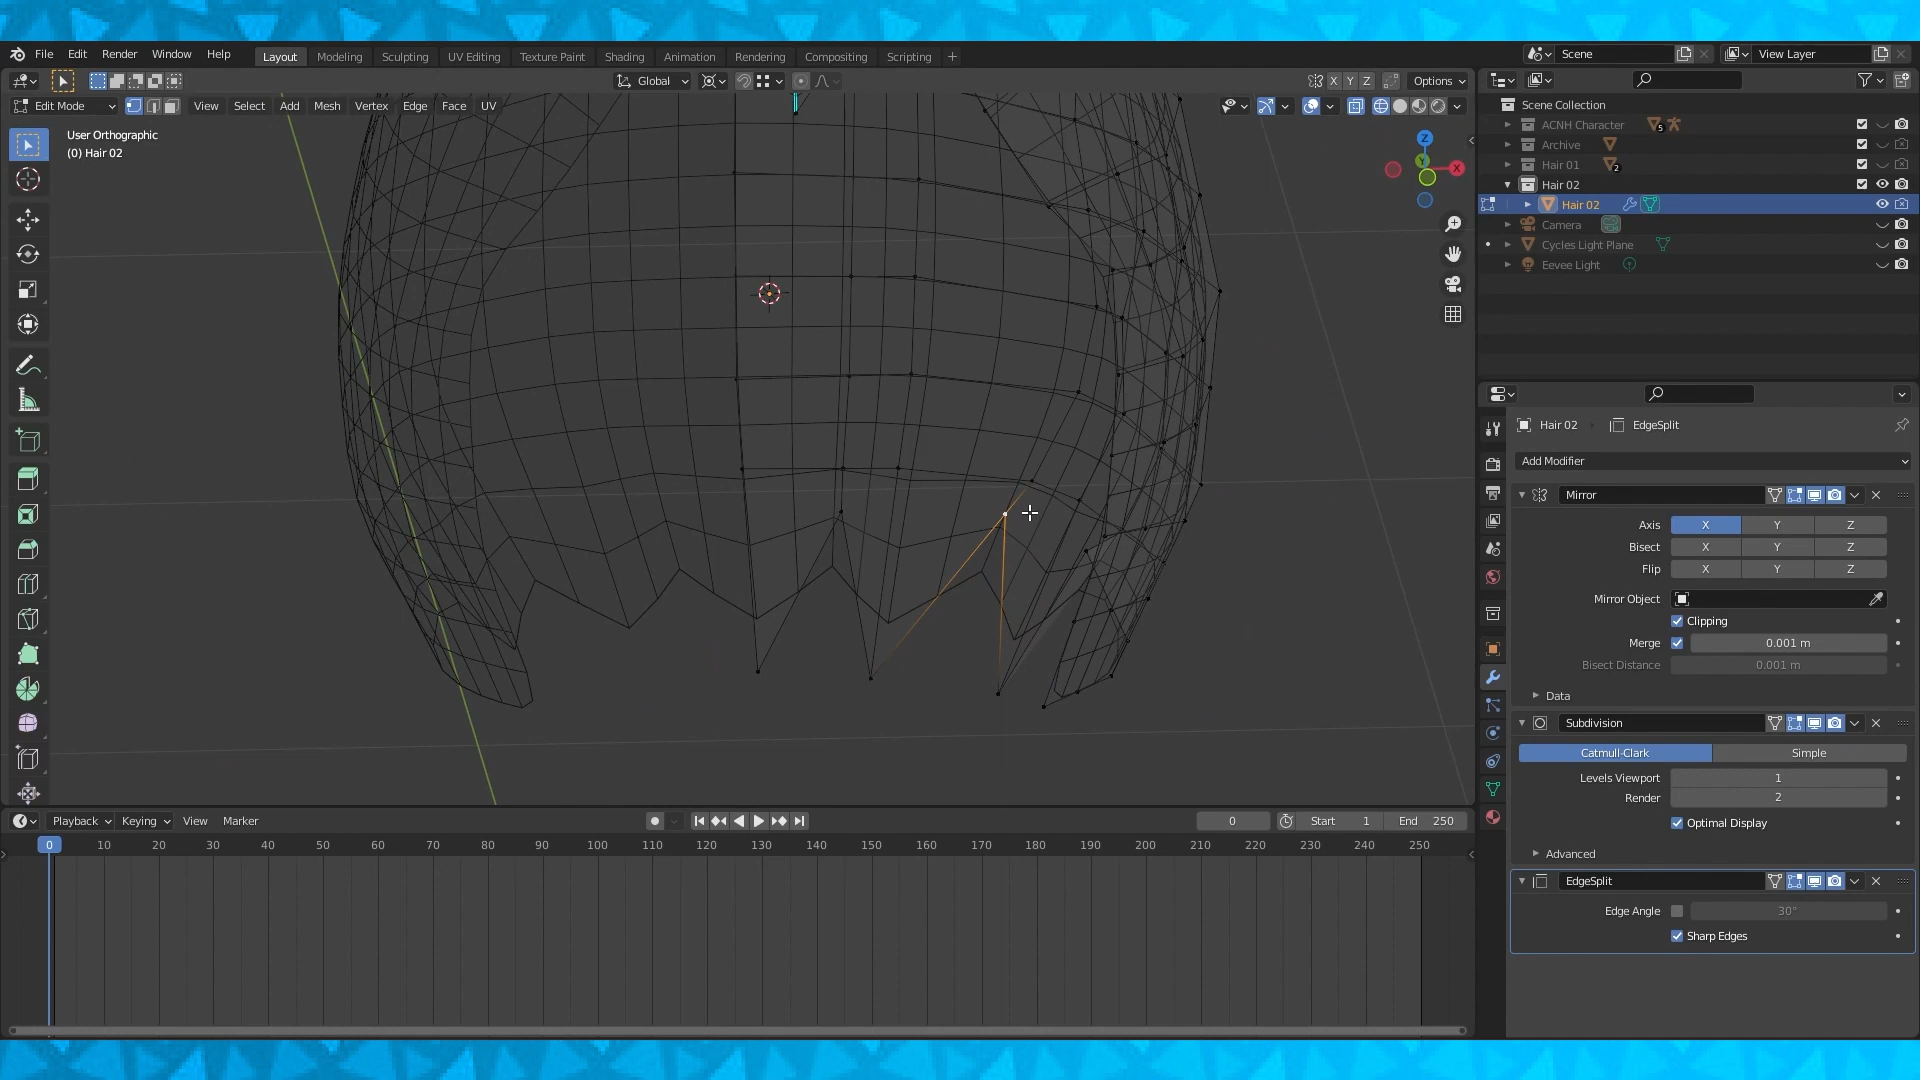 File Edit Render Window Help Layout Modeling Sculpting UV Editing Texture Paint Shading Animation Rendering Compositing Scripting + Scene View Layer
Global X Y Z Options
Edit Mode View Select Add Mesh Vertex Edge Face UV
User Orthographic
(0) Hair 02
Z
X
Y
Scene Collection
ACNH Character 5
Archive
Hair 01 2
Hair 02
Hair 02
Camera
Cycles Light Plane
Eevee Light
Hair 02 EdgeSplit
Add Modifier
Mirror
Axis X Y Z
Bisect X Y Z
Flip X Y Z
Mirror Object
Clipping
Merge 0.001 m
Bisect Distance 0.001 m
Data
Subdivision
Catmull-Clark Simple
Levels Viewport 1
Render 2
Optimal Display
Advanced
EdgeSplit
Edge Angle 30°
Sharp Edges
Playback Keying View Marker 0 Start 1 End 250
0 10 20 30 40 50 60 70 80 90 100 110 120 130 140 150 160 170 180 190 200 210 220 230 240 250